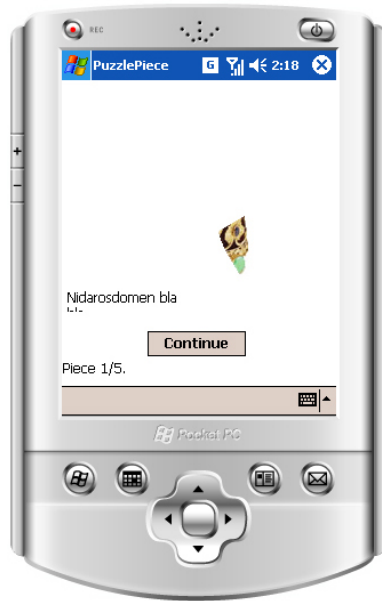 REC
PuzzlePiece G 2:18
+
−
Nidarosdomen bla
Continue
Piece 1/5.
Pocket PC